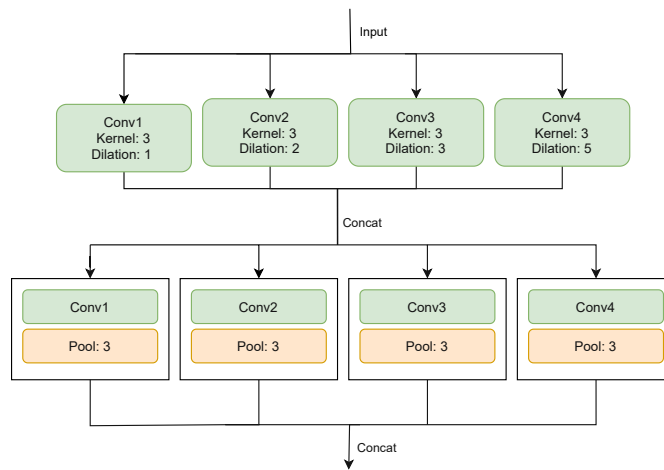 Input
Conv1
Kernel: 3
Dilation: 1
Conv2
Kernel: 3
Dilation: 2
Conv3
Kernel: 3
Dilation: 3
Conv4
Kernel: 3
Dilation: 5
Concat
Conv1
Pool: 3
Conv2
Pool: 3
Conv3
Pool: 3
Conv4
Pool: 3
Concat